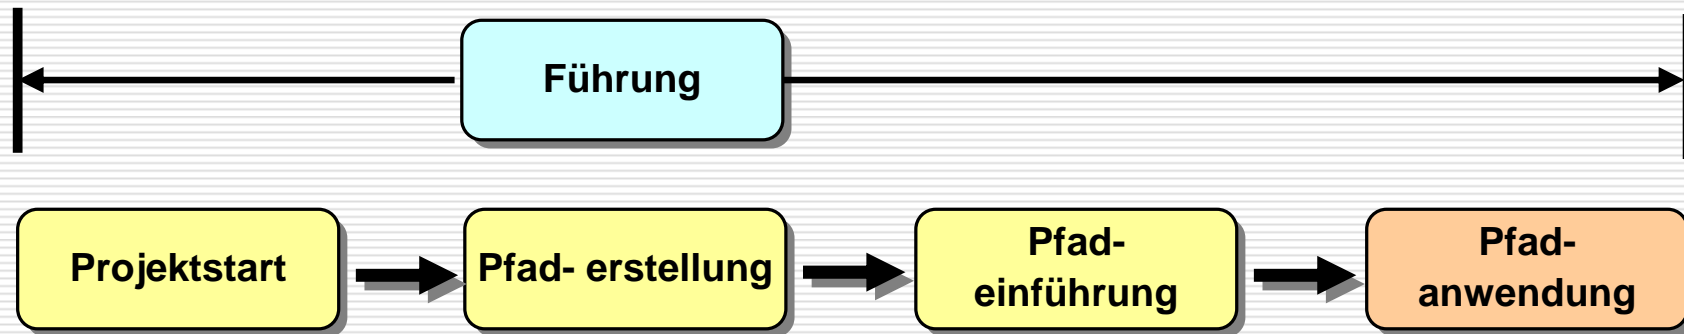 Führung
Projektstart
Pfad- erstellung
Pfad-
einführung
Pfad-
anwendung